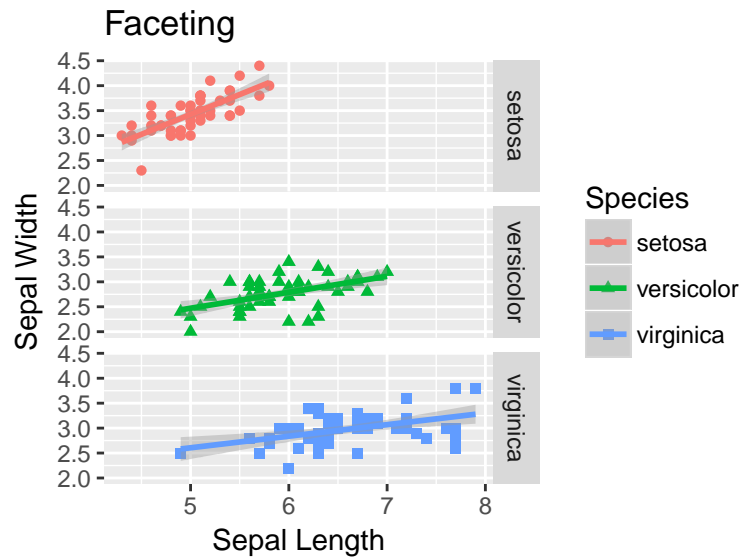 Faceting
Sepal Width
4.5
4.0
3.5
3.0
2.5
2.0
setosa
4.5
4.0
3.5
3.0
2.5
2.0
versicolor
4.5
4.0
3.5
3.0
2.5
2.0
virginica
5 6 7 8
Sepal Length
Species
setosa
versicolor
virginica